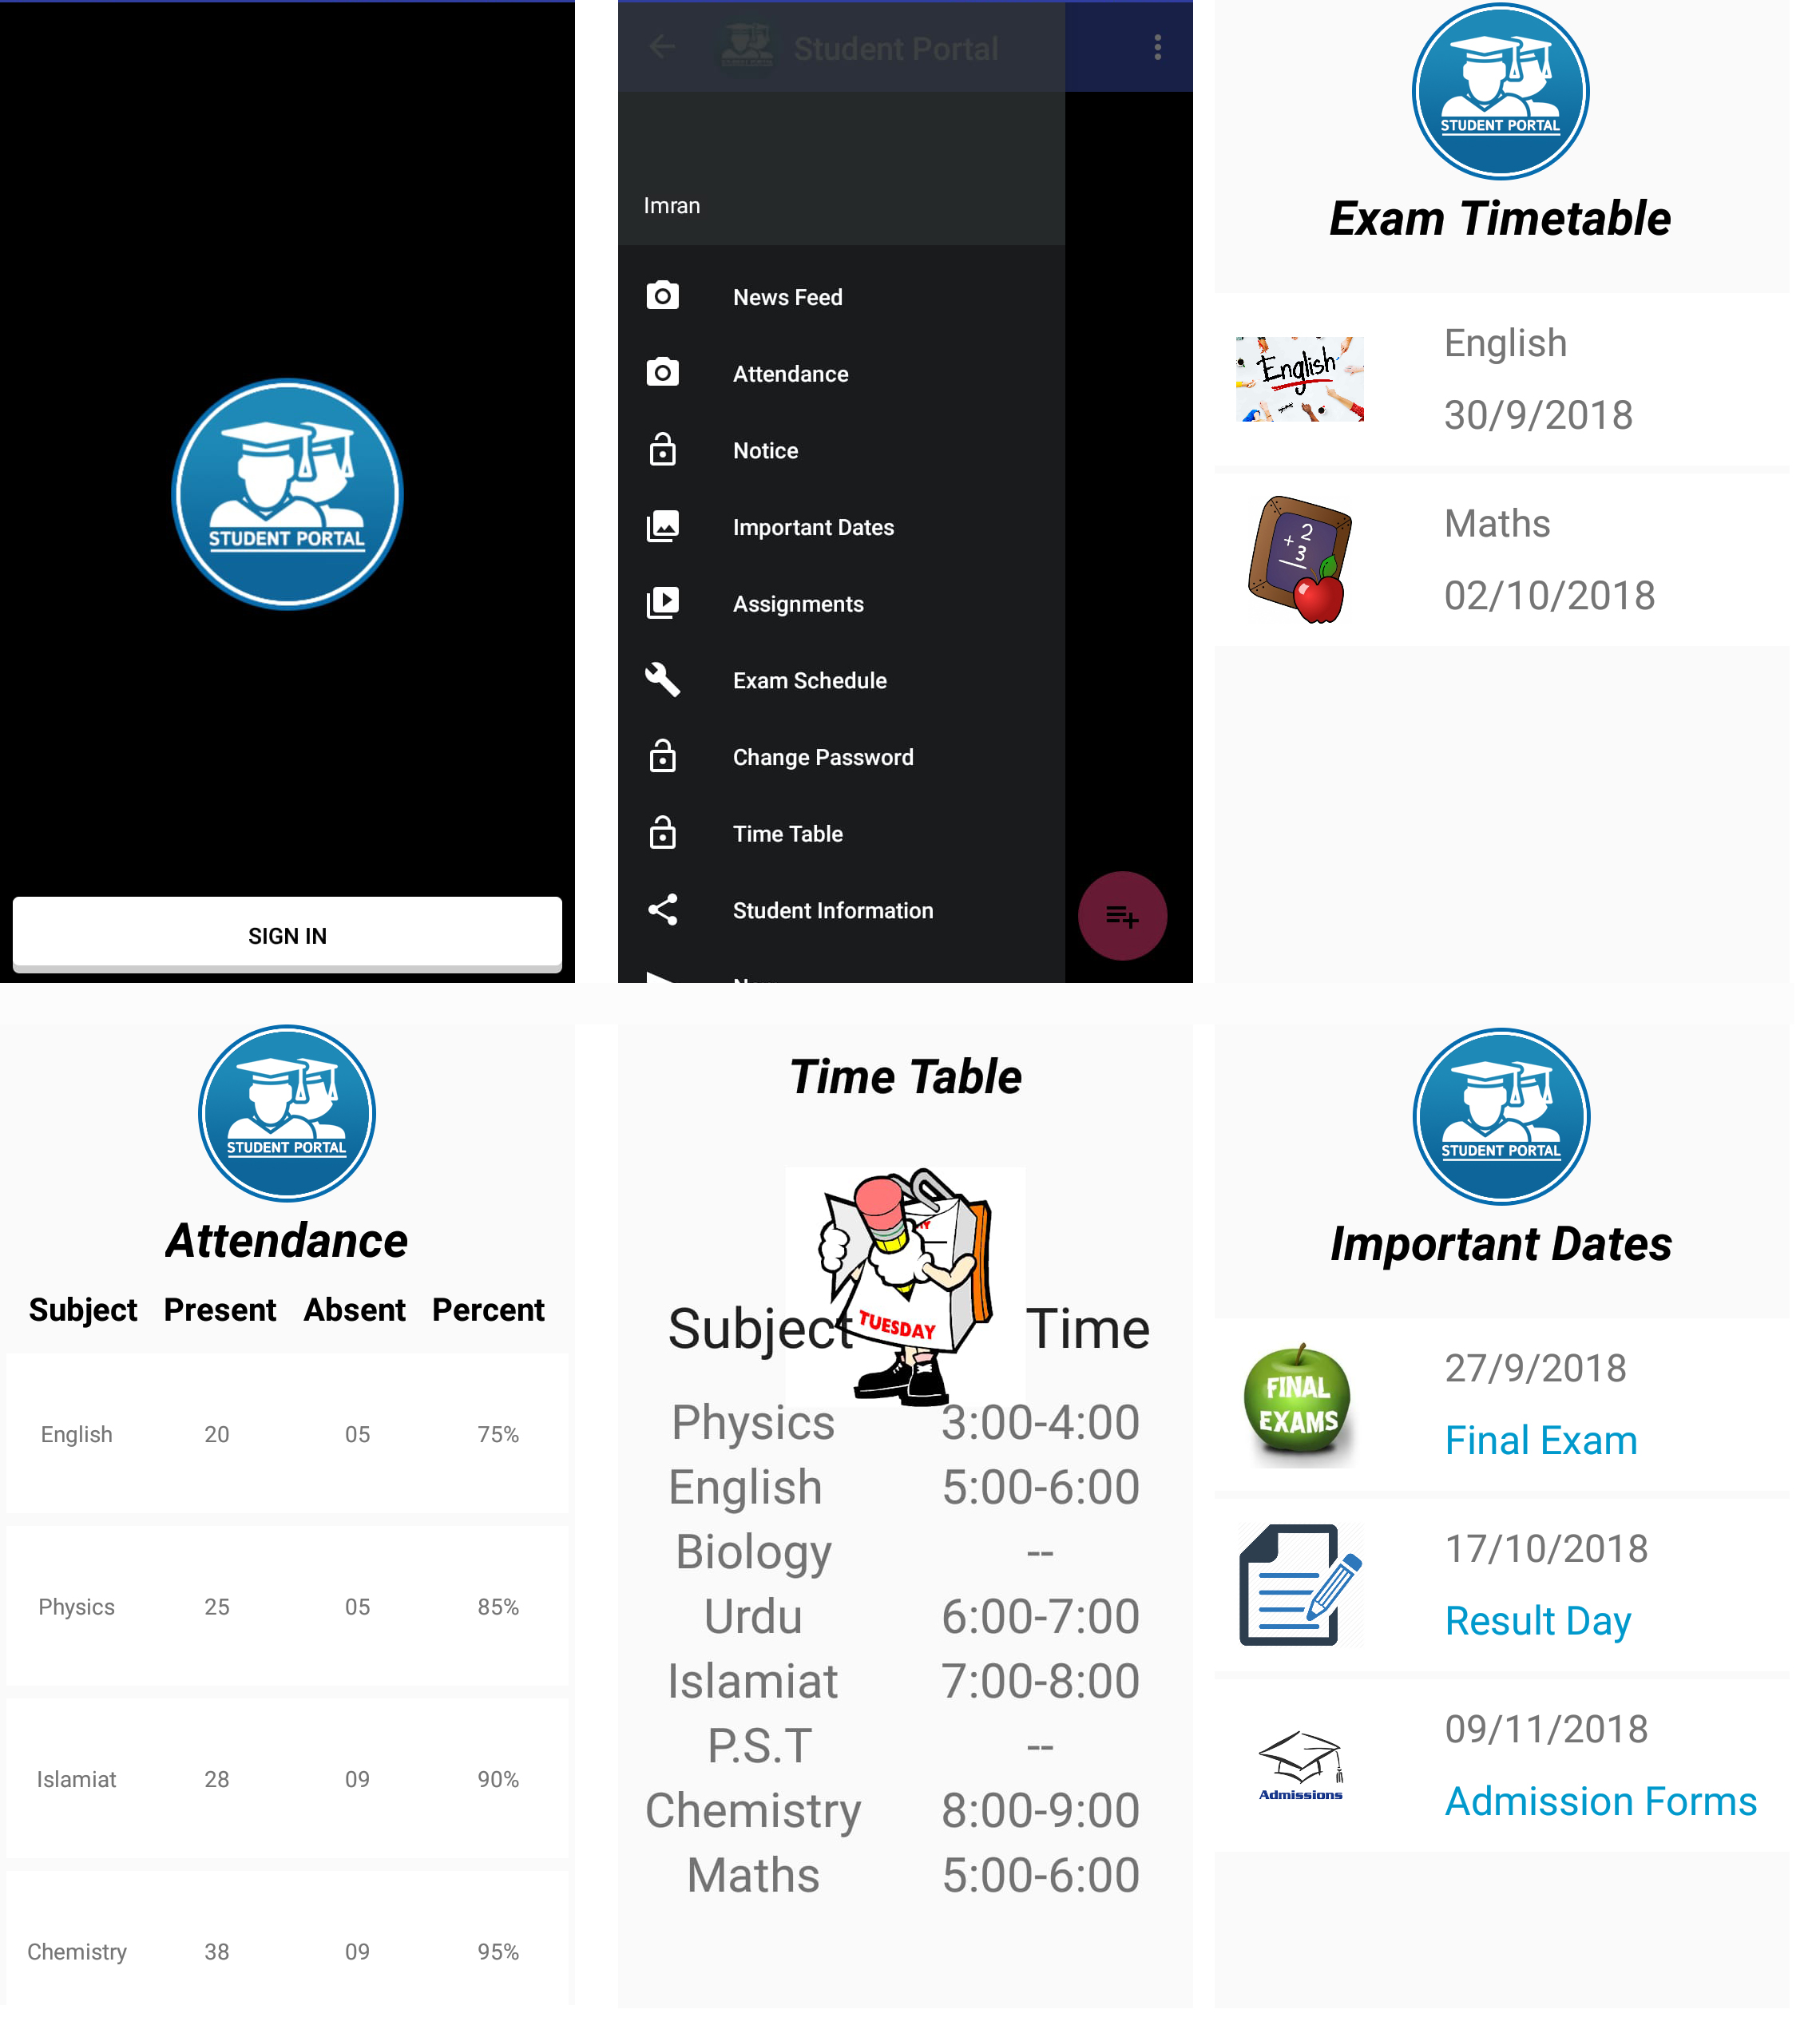 STUDENT PORTAL
SIGN IN
Student Portal
Imran
News Feed
Attendance
Notice
Important Dates
Assignments
Exam Schedule
Change Password
Time Table
Student Information
STUDENT PORTAL
Exam Timetable
English
English
30/9/2018
+ 2
3
Maths
02/10/2018
STUDENT PORTAL
Attendance
Subject Present Absent Percent
English 20 05 75%
Physics 25 05 85%
Islamiat 28 09 90%
Chemistry 38 09 95%
Time Table
TUESDAY
Subject Time
Physics 3:00-4:00
English 5:00-6:00
Biology --
Urdu 6:00-7:00
Islamiat 7:00-8:00
P.S.T --
Chemistry 8:00-9:00
Maths 5:00-6:00
STUDENT PORTAL
Important Dates
FINAL
EXAMS
27/9/2018
Final Exam
17/10/2018
Result Day
Admissions
09/11/2018
Admission Forms